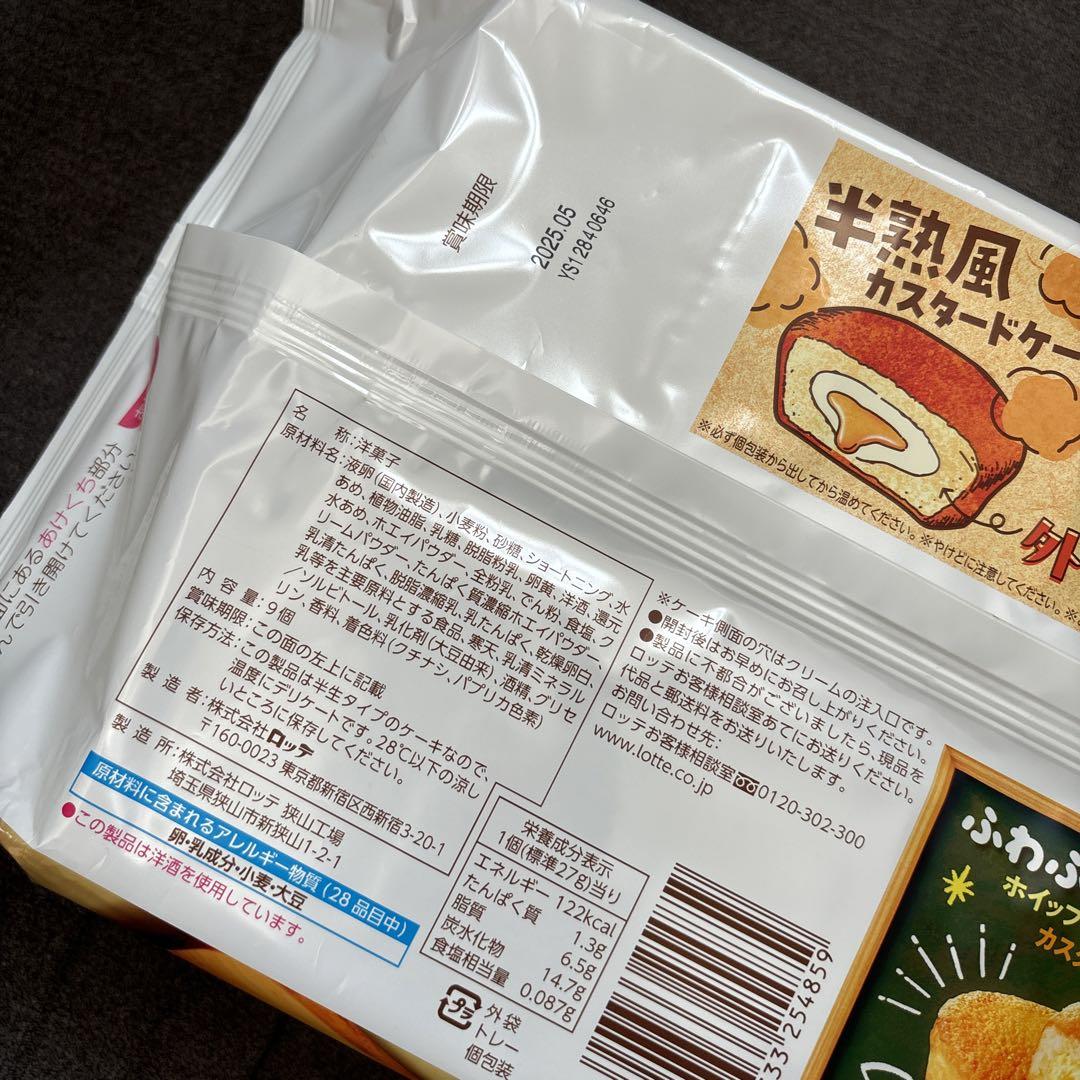 賞味期限
2025.05
YS1 2840646
半熟風
カスタードケー
※必ず個包装から出してから温めてください。※やけどに注意してください。※
外
部分
にあるあけくち
んで引き開けてください
名 称:洋菓子
原材料名:液卵(国内製造)、小麦粉、砂糖、ショートニング、水
あめ、植物油脂、乳糖、脱脂粉乳、卵黄、洋酒、還元
水あめ、ホエイパウダー、全粉乳、でん粉、食塩、ク
リームパウダー、たんぱく質濃縮ホエイパウダー、
乳清たんぱく、脱脂濃縮乳、乳たんぱく、乾燥卵白、
乳等を主要原料とする食品、寒天、乳清ミネラル
/ソルビトール、乳化剤(大豆由来)、酒精、グリセ
リン、香料、着色料(クチナシ、パプリカ色素)
内 容 量:9個
賞味期限:この面の左上に記載
保存方法:この製品は半生タイプのケーキなので、
温度にデリケートです。28℃以下の涼し
いところに保存してください。
製 造 者:株式会社ロッテ
〒160-0023 東京都新宿区西新宿3-20-1
製 造 所:株式会社ロッテ 狭山工場
埼玉県狭山市新狭山1-2-1
原材料に含まれるアレルギー物質(28品目中)
卵・乳成分・小麦・大豆
●この製品は洋酒を使用しています。
※ケーキ側面の穴はクリームの注入口です。
●開封後はお早めにお召し上がりください。
●製品に不都合がございましたら、現品を
ロッテお客様相談室あてにお送りください。
代品と郵送料をお送りいたします。
お問い合わせ先:
ロッテお客様相談室 0120-302-300
www.lotte.co.jp
栄養成分表示
1個(標準27g)当り
エネルギー 122kcal
たんぱく質 1.3g
脂質 6.5g
炭水化物 14.7g
食塩相当量 0.087g
プラ
外袋
トレー
個包装
33 254859
ふわふ
ホイップ
カスタ